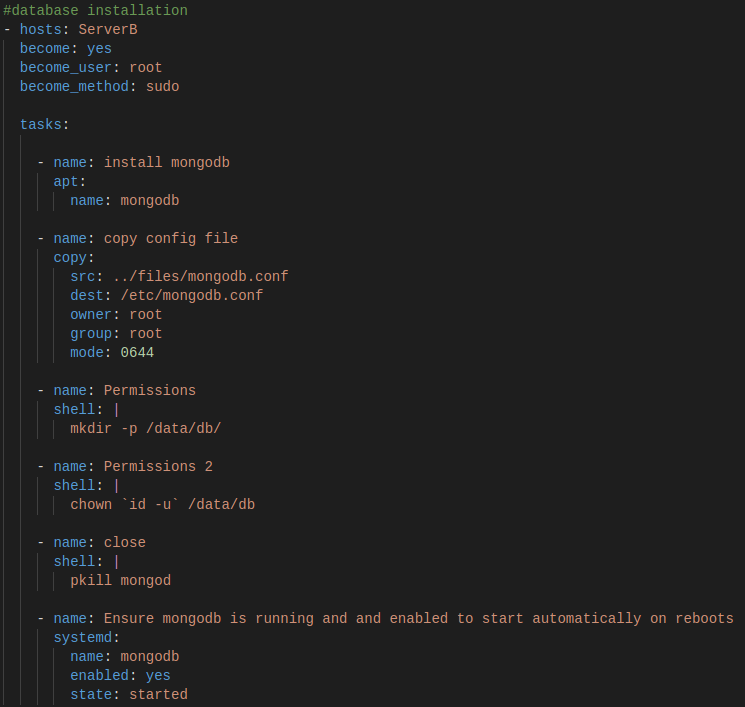 #database installation
- hosts: ServerB
  become: yes
  become_user: root
  become_method: sudo

  tasks:

    - name: install mongodb
      apt:
        name: mongodb

    - name: copy config file
      copy:
        src: ../files/mongodb.conf
        dest: /etc/mongodb.conf
        owner: root
        group: root
        mode: 0644

    - name: Permissions
      shell: |
        mkdir -p /data/db/

    - name: Permissions 2
      shell: |
        chown `id -u` /data/db

    - name: close
      shell: |
        pkill mongod

    - name: Ensure mongodb is running and and enabled to start automatically on reboots
      systemd:
        name: mongodb
        enabled: yes
        state: started